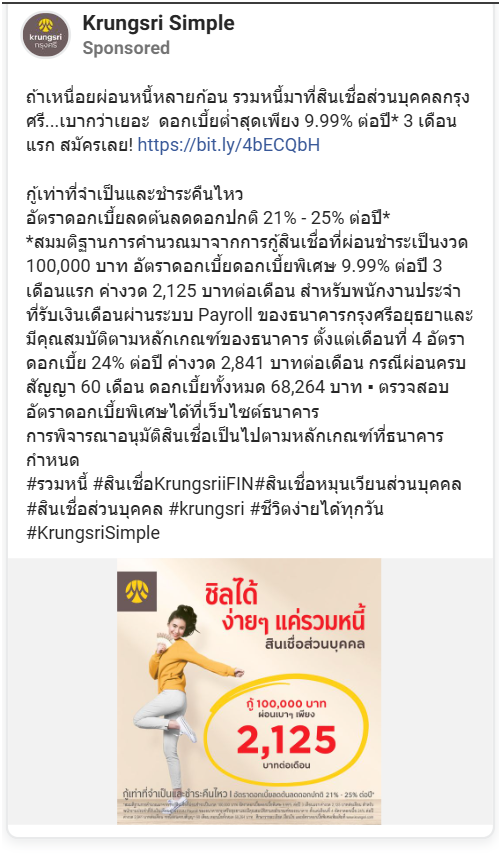 krungsri
กรุงศรี
Krungsri Simple
Sponsored
ถ้าเหนื่อยผ่อนหนี้หลายก้อน รวมหนี้มาที่สินเชื่อส่วนบุคคลกรุง
ศรี...เบากว่าเยอะ ดอกเบี้ยต่ำสุดเพียง 9.99% ต่อปี* 3 เดือน
แรก สมัครเลย! https://bit.ly/4bECQbH
กู้เท่าที่จำเป็นและชำระคืนไหว
อัตราดอกเบี้ยลดต้นลดดอกปกติ 21% - 25% ต่อปี*
*สมมติฐานการคำนวณมาจากการกู้สินเชื่อที่ผ่อนชำระเป็นงวด
100,000 บาท อัตราดอกเบี้ยดอกเบี้ยพิเศษ 9.99% ต่อปี 3
เดือนแรก ค่างวด 2,125 บาทต่อเดือน สำหรับพนักงานประจำ
ที่รับเงินเดือนผ่านระบบ Payroll ของธนาคารกรุงศรีอยุธยาและ
มีคุณสมบัติตามหลักเกณฑ์ของธนาคาร ตั้งแต่เดือนที่ 4 อัตรา
ดอกเบี้ย 24% ต่อปี ค่างวด 2,841 บาทต่อเดือน กรณีผ่อนครบ
สัญญา 60 เดือน ดอกเบี้ยทั้งหมด 68,264 บาท ▪ ตรวจสอบ
อัตราดอกเบี้ยพิเศษได้ที่เว็บไซต์ธนาคาร
การพิจารณาอนุมัติสินเชื่อเป็นไปตามหลักเกณฑ์ที่ธนาคาร
กำหนด
#รวมหนี้ #สินเชื่อKrungsriiFIN#สินเชื่อหมุนเวียนส่วนบุคคล
#สินเชื่อส่วนบุคคล #krungsri #ชีวิตง่ายได้ทุกวัน
#KrungsriSimple
ชิลได้
ง่ายๆ แค่รวมหนี้
สินเชื่อส่วนบุคคล
กู้ 100,000 บาท
ผ่อนเบาๆ เพียง
2,125
บาทต่อเดือน
กู้เท่าที่จำเป็นและชำระคืนไหว I อัตราดอกเบี้ยลดต้นลดดอกปกติ 21% - 25% ต่อปี*